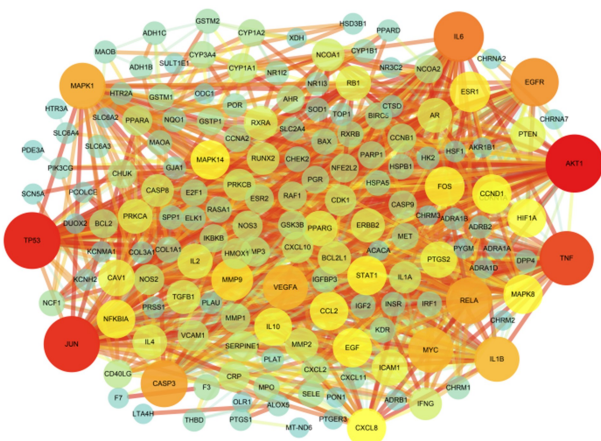 GSTM2
ADH1C
CYP1A2
HSD3B1
PPARD
IL6
XDH
MAOB
CYP3A4
NCOA1
CYP1B1
ADH1B
SULT1E1
CYP1A1
NR1I2
NR3C2
NCOA2
CHRNA2
MAPK1
RB1
EGFR
HTR2A
ODC1
NR1I3
ESR1
GSTM1
POR
AHR
SOD1
CTSD
HTR3A
SLC6A2
TOP1
BIRC5
AR
CHRNA7
PPARA
NQO1
GSTP1
RXRA
SLC2A4
RXRB
PTEN
SLC6A4
CCNA2
BAX
CCNB1
SLC6A3
MAOA
HSF1
AKR1B1
PDE3A
RUNX2
CHEK2
PARP1
HK2
MAPK14
NFE2L2
AKT1
PIK3CG
CHUK
GJA1
HSPB1
PGR
HSPA5
CASP8
PRKCB
FOS
SCN5A
E2F1
RAF1
CDK1
CCND1
PCOLCE
ESR2
CASP9
PRKCA
SPP1
RASA1
CHRM3
ADRA1B
HIF1A
DUOX2
BCL2
ELK1
NOS3
GSK3B
PPARG
ERBB2
ADRB2
TP53
IKBKB
MET
COL3A1
COL1A1
HMOX1
MP3
CXCL10
ACACA
PYGM
ADRA1A
KCNMA1
BCL2L1
PTGS2
TNF
KCNH2
CAV1
NOS2
IL2
MMP9
STAT1
IL1A
ADRA1D
DPP4
IGFBP3
VEGFA
TGFB1
MAPK8
NCF1
PRSS1
PLAU
IGF2
INSR
IRF1
RELA
NFKBIA
MMP1
CCL2
CHRM2
IL10
KDR
VCAM1
JUN
IL4
SERPINE1
MMP2
EGF
MYC
IL1B
PLAT
CXCL11
ICAM1
CD40LG
CRP
CXCL2
CASP3
F3
MPO
SELE
PON1
CHRM1
F7
OLR1
ADRB1
IFNG
LTA4H
ALOX5
THBD
PTGS1
PTGER3
MT-ND6
CXCL8